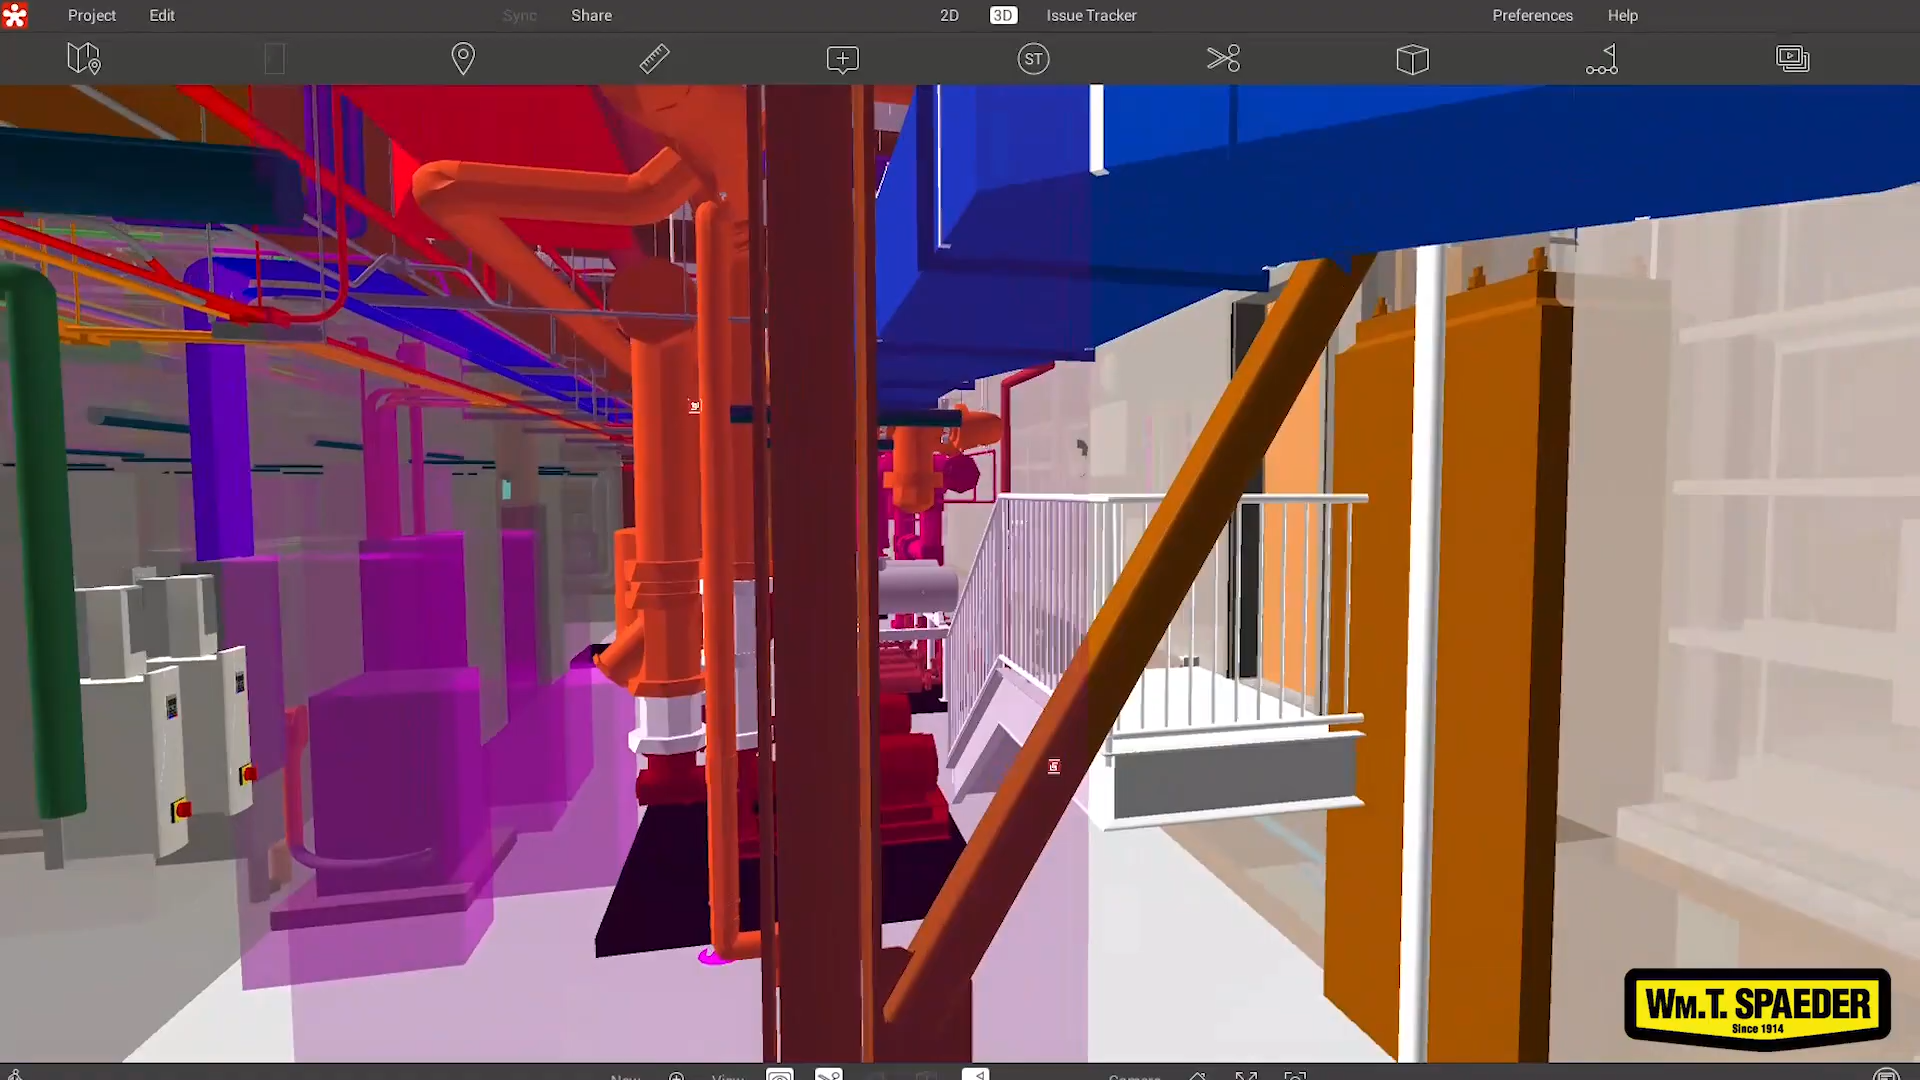 Project
Edit
Sync
Share
2D
3D
Issue Tracker
Preferences
Help
ST
WM.T. SPAEDER
Since 1914
New
View
Camera